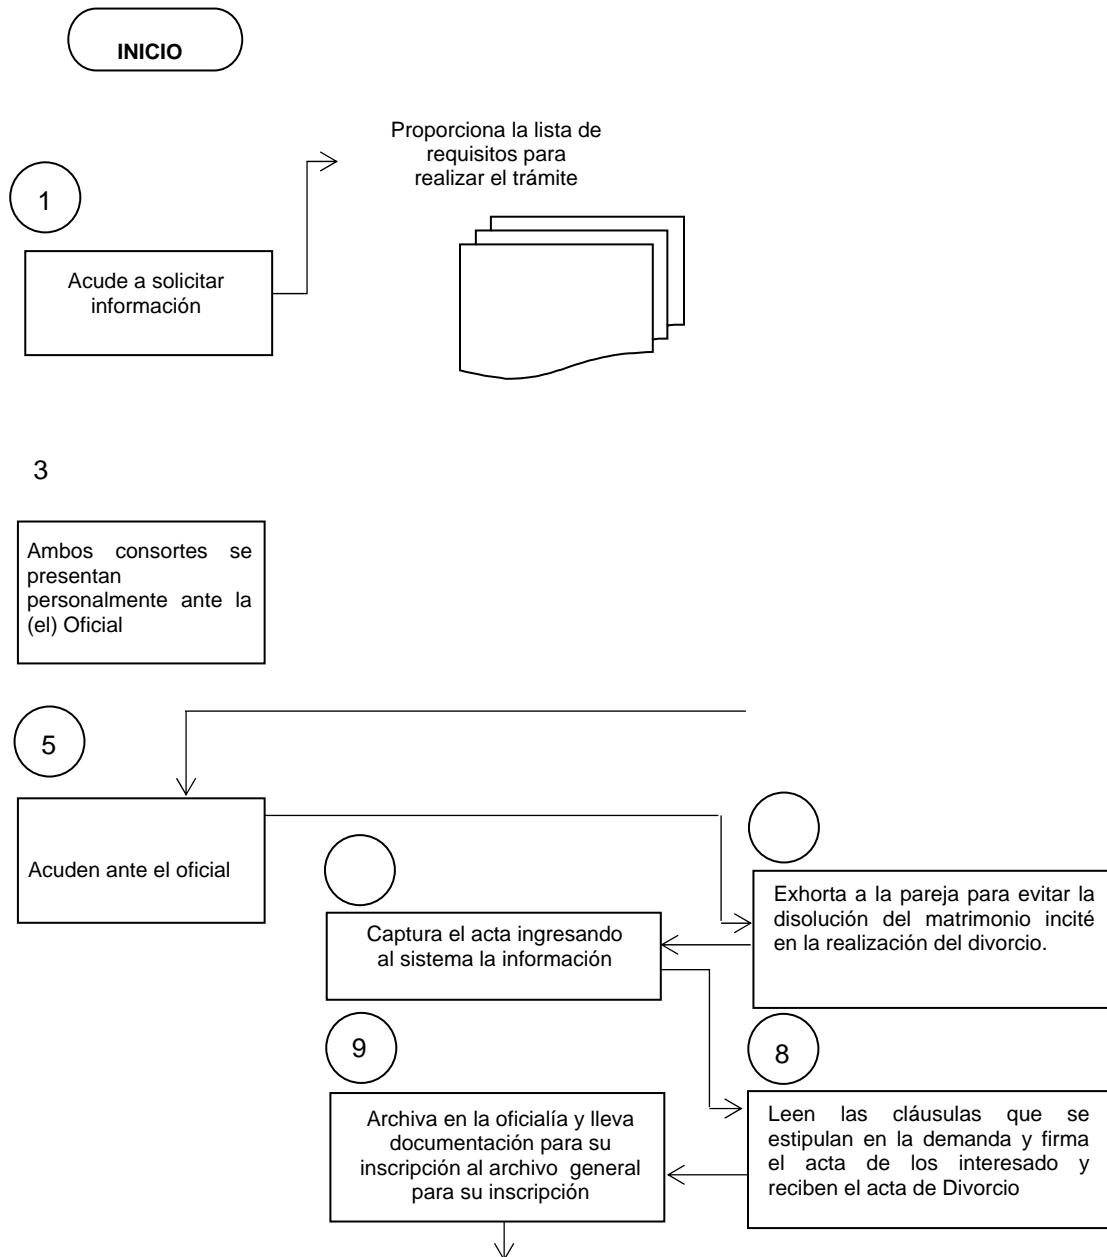 INICIO
Proporciona la lista de
requisitos para
realizar el trámite
1
Acude a solicitar
información
3
Ambos consortes se
presentan
personalmente ante la
(el) Oficial
5
Acuden ante el oficial
Exhorta a la pareja para evitar la
disolución del matrimonio incité
en la realización del divorcio.
Captura el acta ingresando
al sistema la información
9
8
Archiva en la oficialía y lleva
documentación para su
inscripción al archivo general
para su inscripción
Leen las cláusulas que se
estipulan en la demanda y firma
el acta de los interesado y
reciben el acta de Divorcio